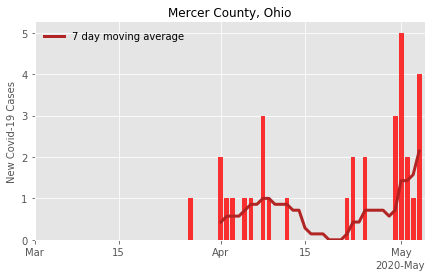 Mercer County, Ohio
7 day moving average
New Covid-19 Cases
5
4
3
2
1
0
Mar
15
Apr
15
May
2020-May